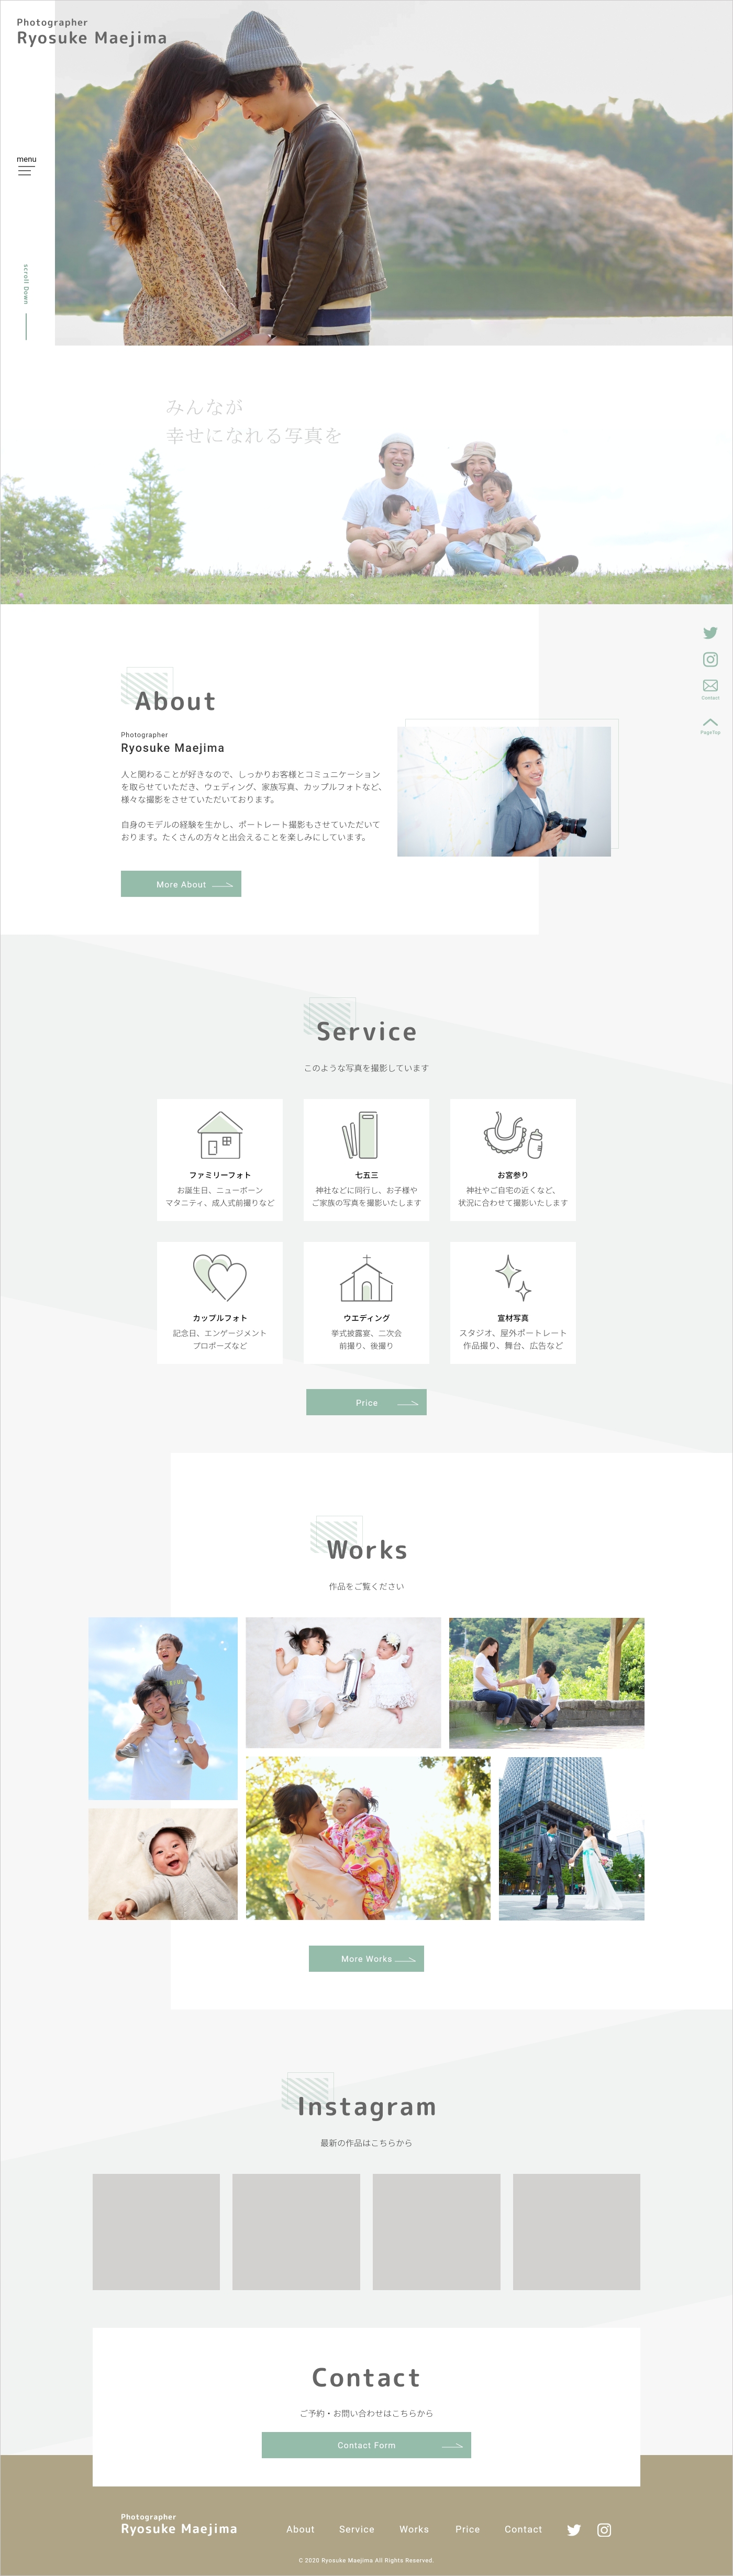 Photographer
Ryosuke Maejima
menu
scroll Down
みんなが
幸せになれる写真を
Contact
PageTop
About
Photographer
Ryosuke Maejima
人と関わることが好きなので、しっかりお客様とコミュニケーション
を取らせていただき、ウェディング、家族写真、カップルフォトなど、
様々な撮影をさせていただいております。
自身のモデルの経験を生かし、ポートレート撮影もさせていただいて
おります。たくさんの方々と出会えることを楽しみにしています。
More About
Service
このような写真を撮影しています
ファミリーフォト
お誕生日、ニューボーン
マタニティ、成人式前撮りなど
七五三
神社などに同行し、お子様や
ご家族の写真を撮影いたします
お宮参り
神社やご自宅の近くなど、
状況に合わせて撮影いたします
カップルフォト
記念日、エンゲージメント
プロポーズなど
ウエディング
挙式披露宴、二次会
前撮り、後撮り
宣材写真
スタジオ、屋外ポートレート
作品撮り、舞台、広告など
Price
Works
作品をご覧ください
More Works
Instagram
最新の作品はこちらから
Contact
ご予約・お問い合わせはこちらから
Contact Form
Photographer
Ryosuke Maejima
About
Service
Works
Price
Contact
C 2020 Ryosuke Maejima All Rights Reserved.